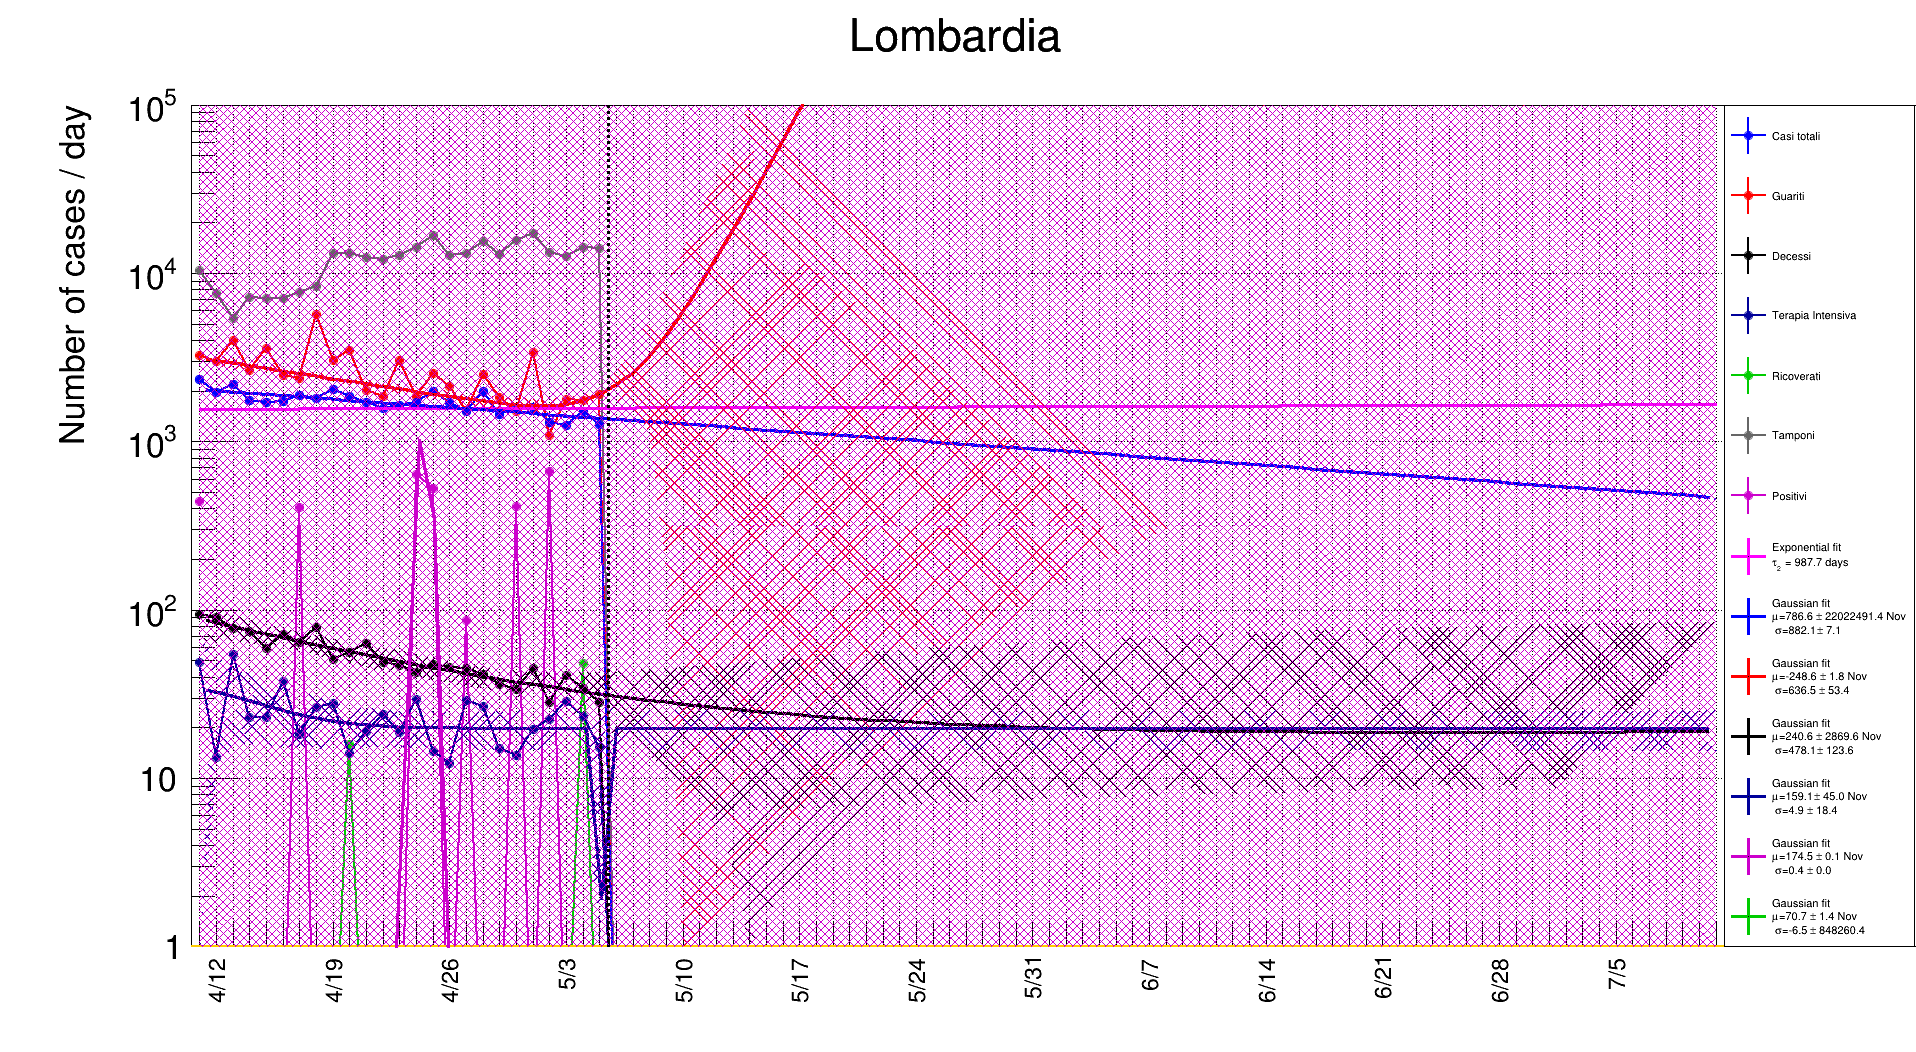 Lombardia
Number of cases / day
10^5
10^4
10^3
10^2
10
1
4/12
4/19
4/26
5/3
5/10
5/17
5/24
5/31
6/7
6/14
6/21
6/28
7/5
Casi totali
Guariti
Decessi
Terapia Intensiva
Ricoverati
Tamponi
Positivi
Exponential fit
τ₂ = 987.7 days
Gaussian fit
μ=786.6 ± 22022491.4 Nov
σ=882.1 ± 7.1
Gaussian fit
μ=-248.6 ± 1.8 Nov
σ=636.5 ± 53.4
Gaussian fit
μ=240.6 ± 2869.6 Nov
σ=478.1 ± 123.6
Gaussian fit
μ=159.1 ± 45.0 Nov
σ=4.9 ± 18.4
Gaussian fit
μ=174.5 ± 0.1 Nov
σ=0.4 ± 0.0
Gaussian fit
μ=70.7 ± 1.4 Nov
σ=-6.5 ± 848260.4